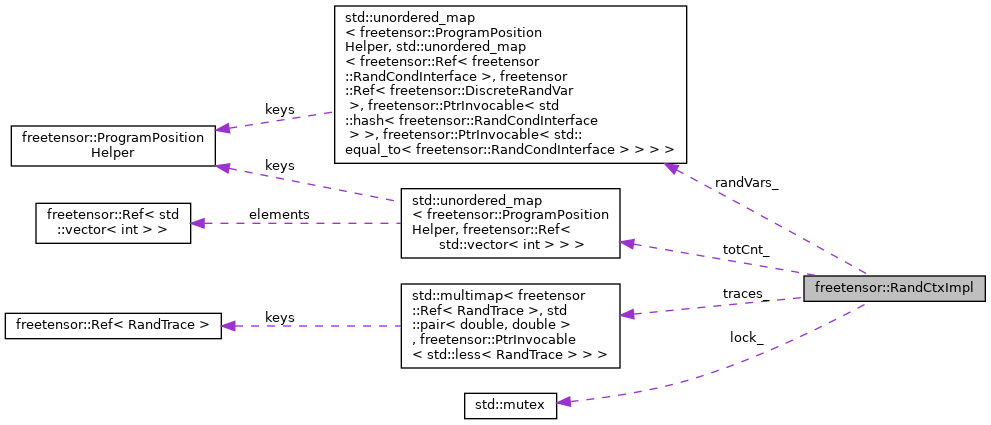 std::unordered_map
< freetensor::ProgramPosition
Helper, std::unordered_map
< freetensor::Ref< freetensor
::RandCondInterface >, freetensor
::Ref< freetensor::DiscreteRandVar
 >, freetensor::PtrInvocable< std
::hash< freetensor::RandCondInterface
 > >, freetensor::PtrInvocable< std::
equal_to< freetensor::RandCondInterface > > > >
keys
freetensor::ProgramPosition
Helper
keys
randVars_
std::unordered_map
< freetensor::ProgramPosition
Helper, freetensor::Ref<
std::vector< int > > >
elements
freetensor::Ref< std
::vector< int > >
totCnt_
freetensor::RandCtxImpl
traces_
std::multimap< freetensor
::Ref< RandTrace >, std
::pair< double, double >
, freetensor::PtrInvocable
< std::less< RandTrace > > >
keys
freetensor::Ref< RandTrace >
lock_
std::mutex